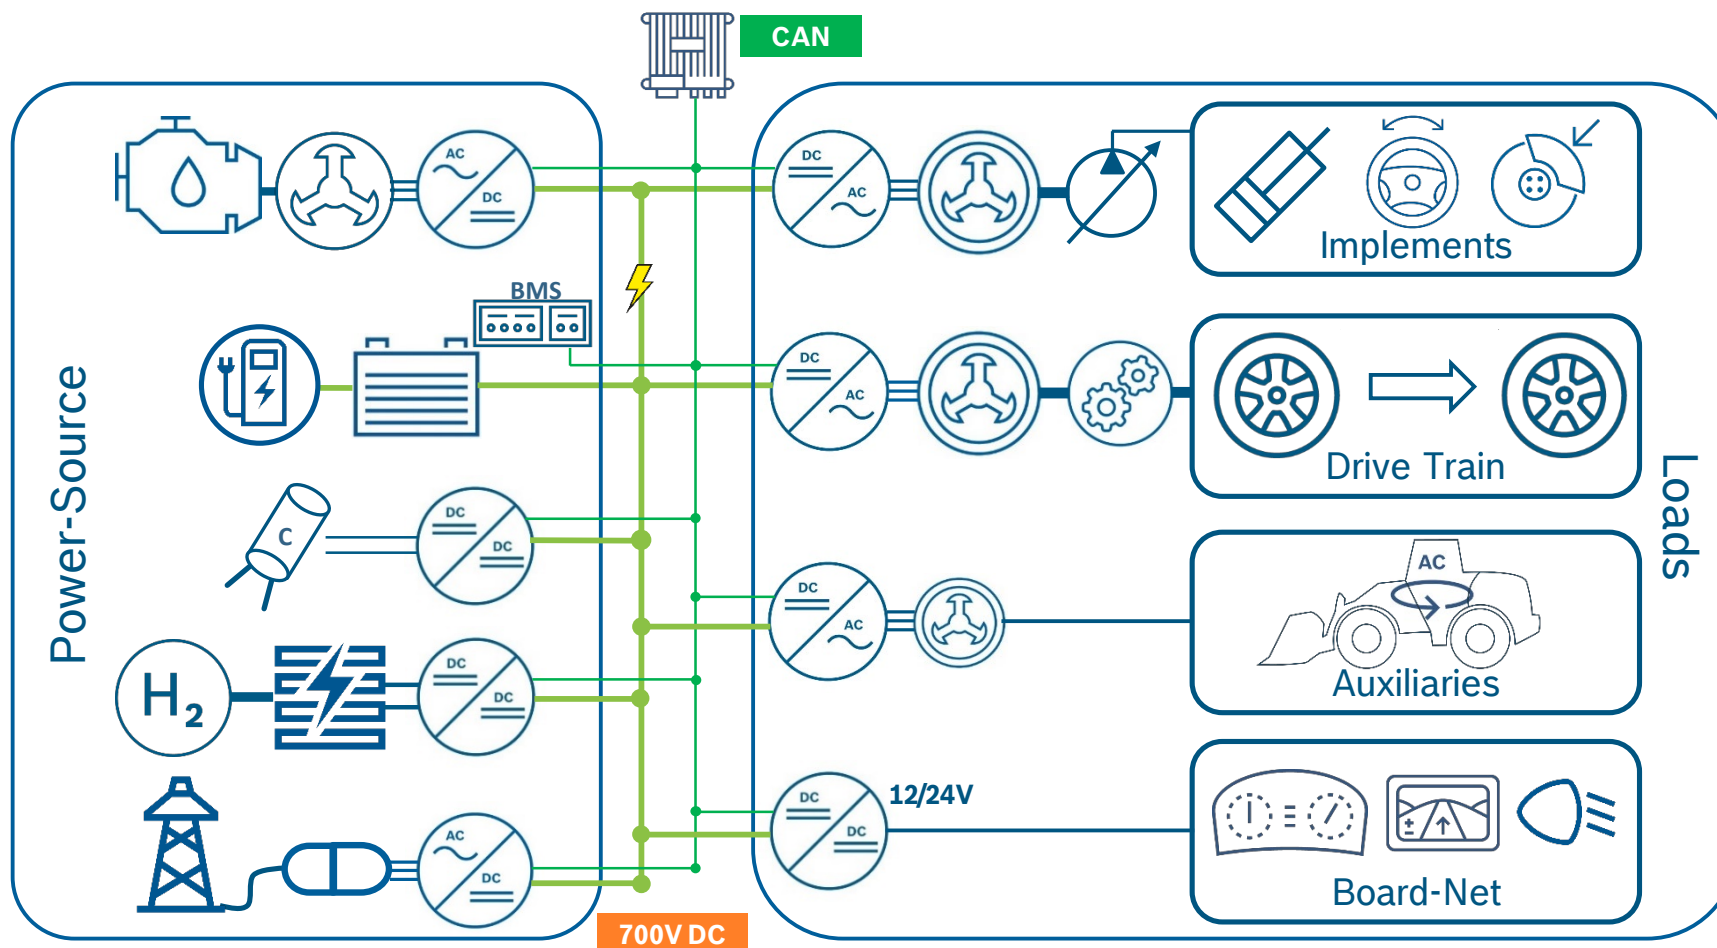 CAN
Power-Source
AC
DC
BMS
C
DC
DC
H2
DC
DC
AC
DC
700V DC
DC
AC
Implements
DC
AC
Drive Train
DC
AC
AC
Auxiliaries
DC
DC
12/24V
Board-Net
Loads